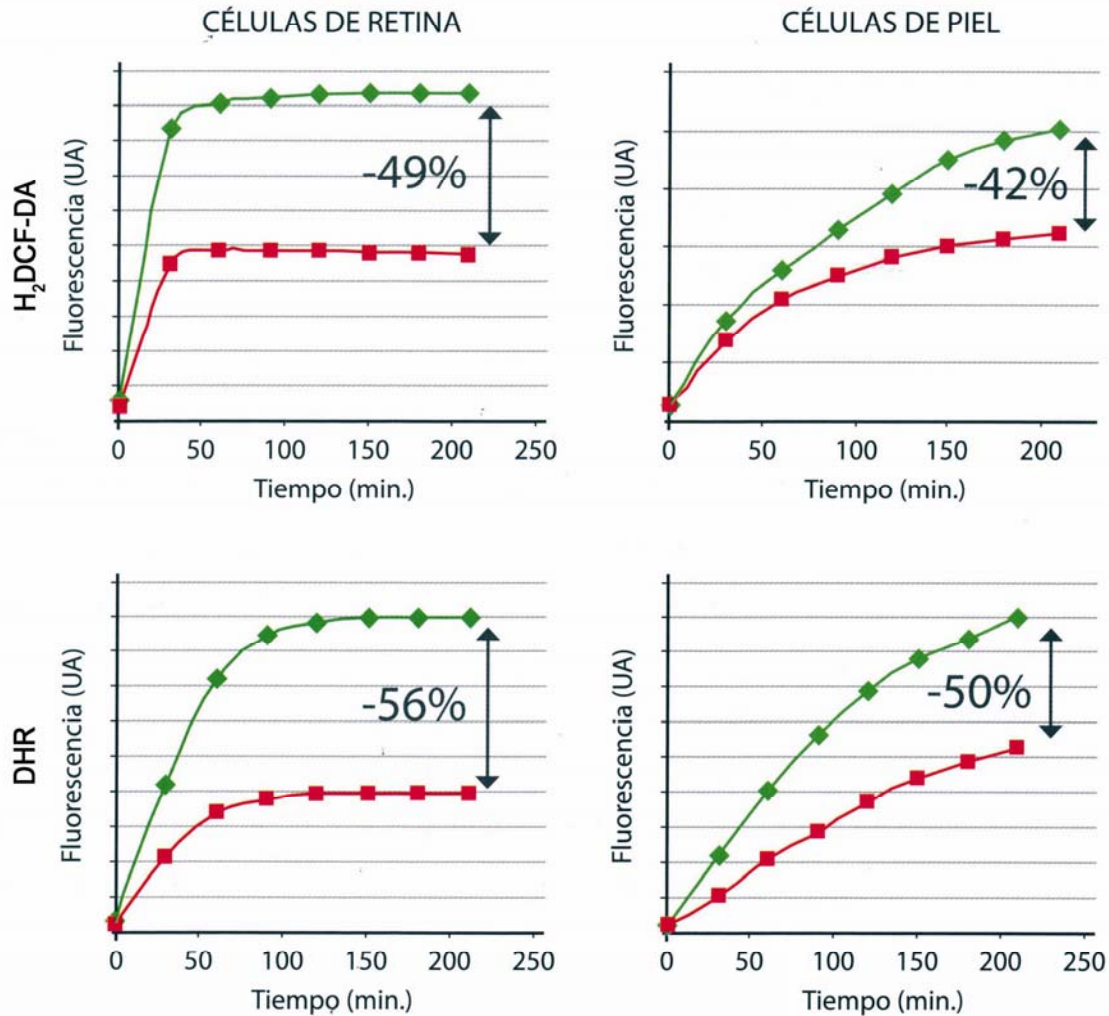 CÉLULAS DE RETINA
CÉLULAS DE PIEL
H₂DCF-DA
Fluorescencia (UA)
-49%
0 50 100 150 200 250
Tiempo (min.)
Fluorescencia (UA)
-42%
0 50 100 150 200
Tiempo (min.)
DHR
Fluorescencia (UA)
-56%
0 50 100 150 200 250
Tiempo (min.)
Fluorescencia (UA)
-50%
0 50 100 150 200 250
Tiempo (min.)